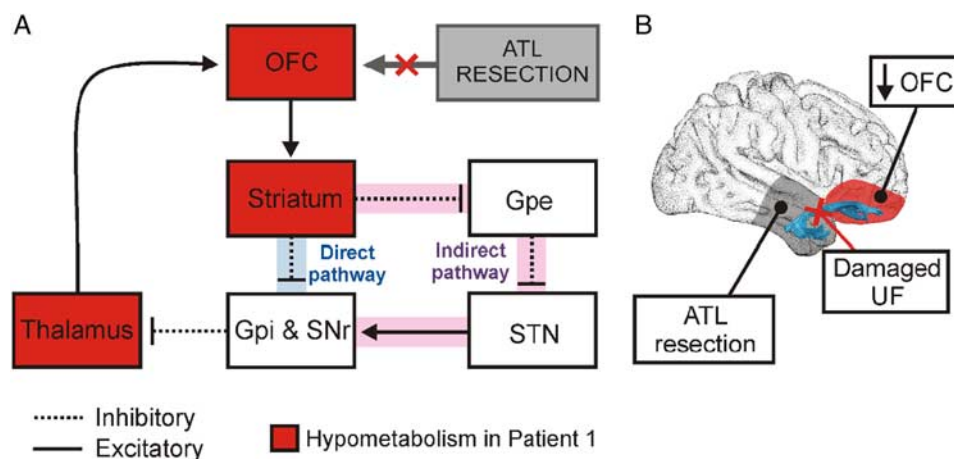 A
OFC
ATL
RESECTION
Striatum
Gpe
Direct
pathway
Indirect
pathway
Thalamus
Gpi & SNr
STN
Inhibitory
Excitatory
Hypometabolism in Patient 1
B
OFC
Damaged
UF
ATL
resection